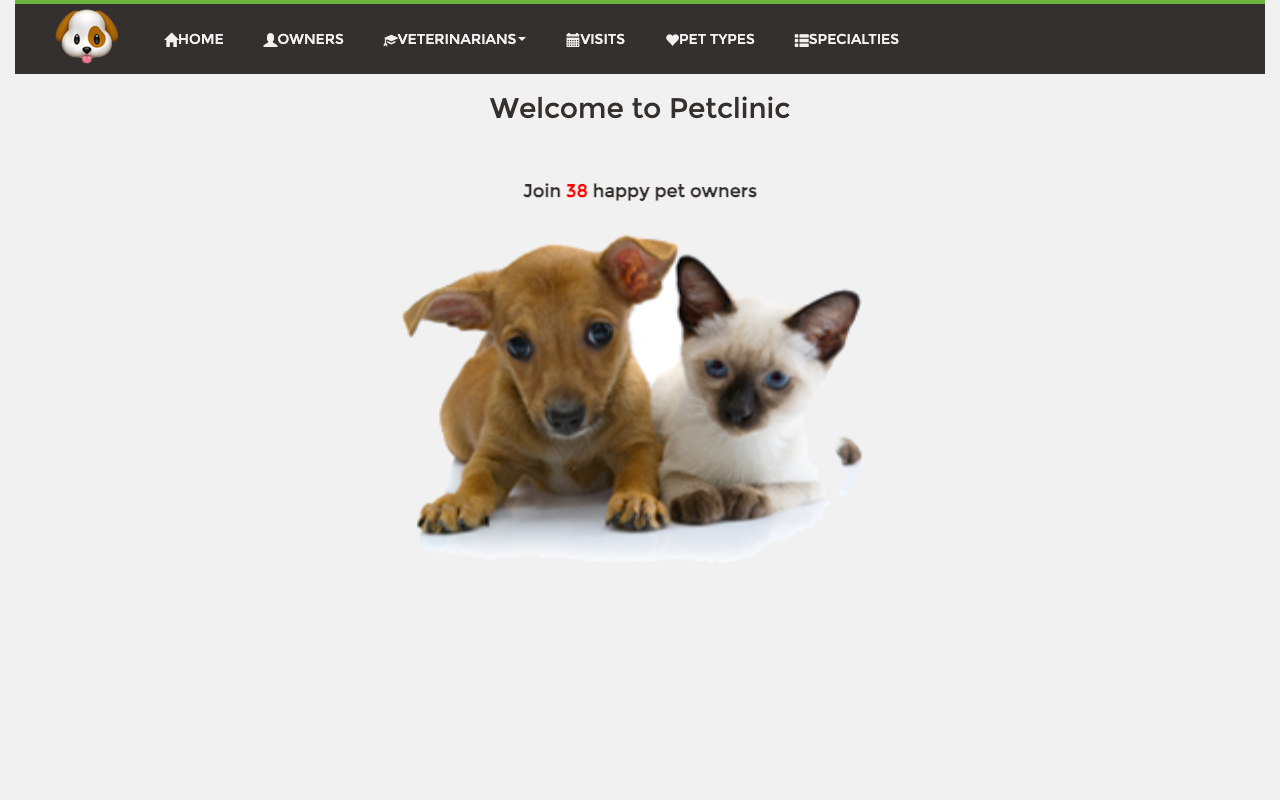 HOME OWNERS VETERINARIANS VISITS PET TYPES SPECIALTIES
Welcome to Petclinic
Join 38 happy pet owners